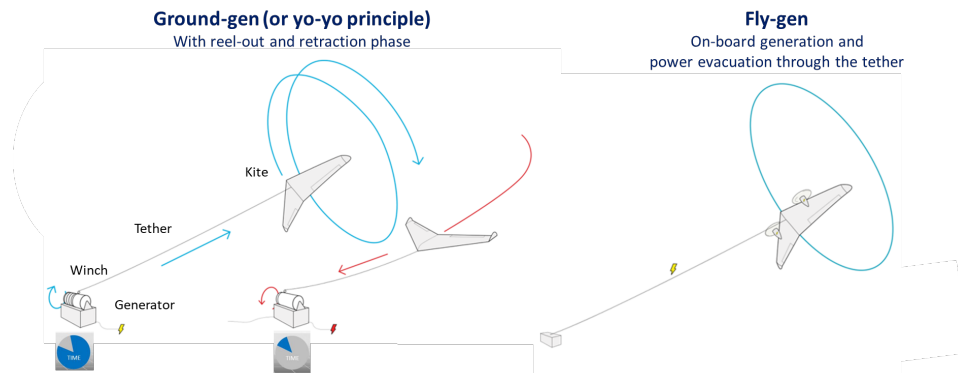 Ground-gen (or yo-yo principle)
With reel-out and retraction phase
Fly-gen
On-board generation and
power evacuation through the tether
Kite
Tether
Winch
Generator
TIME
TIME